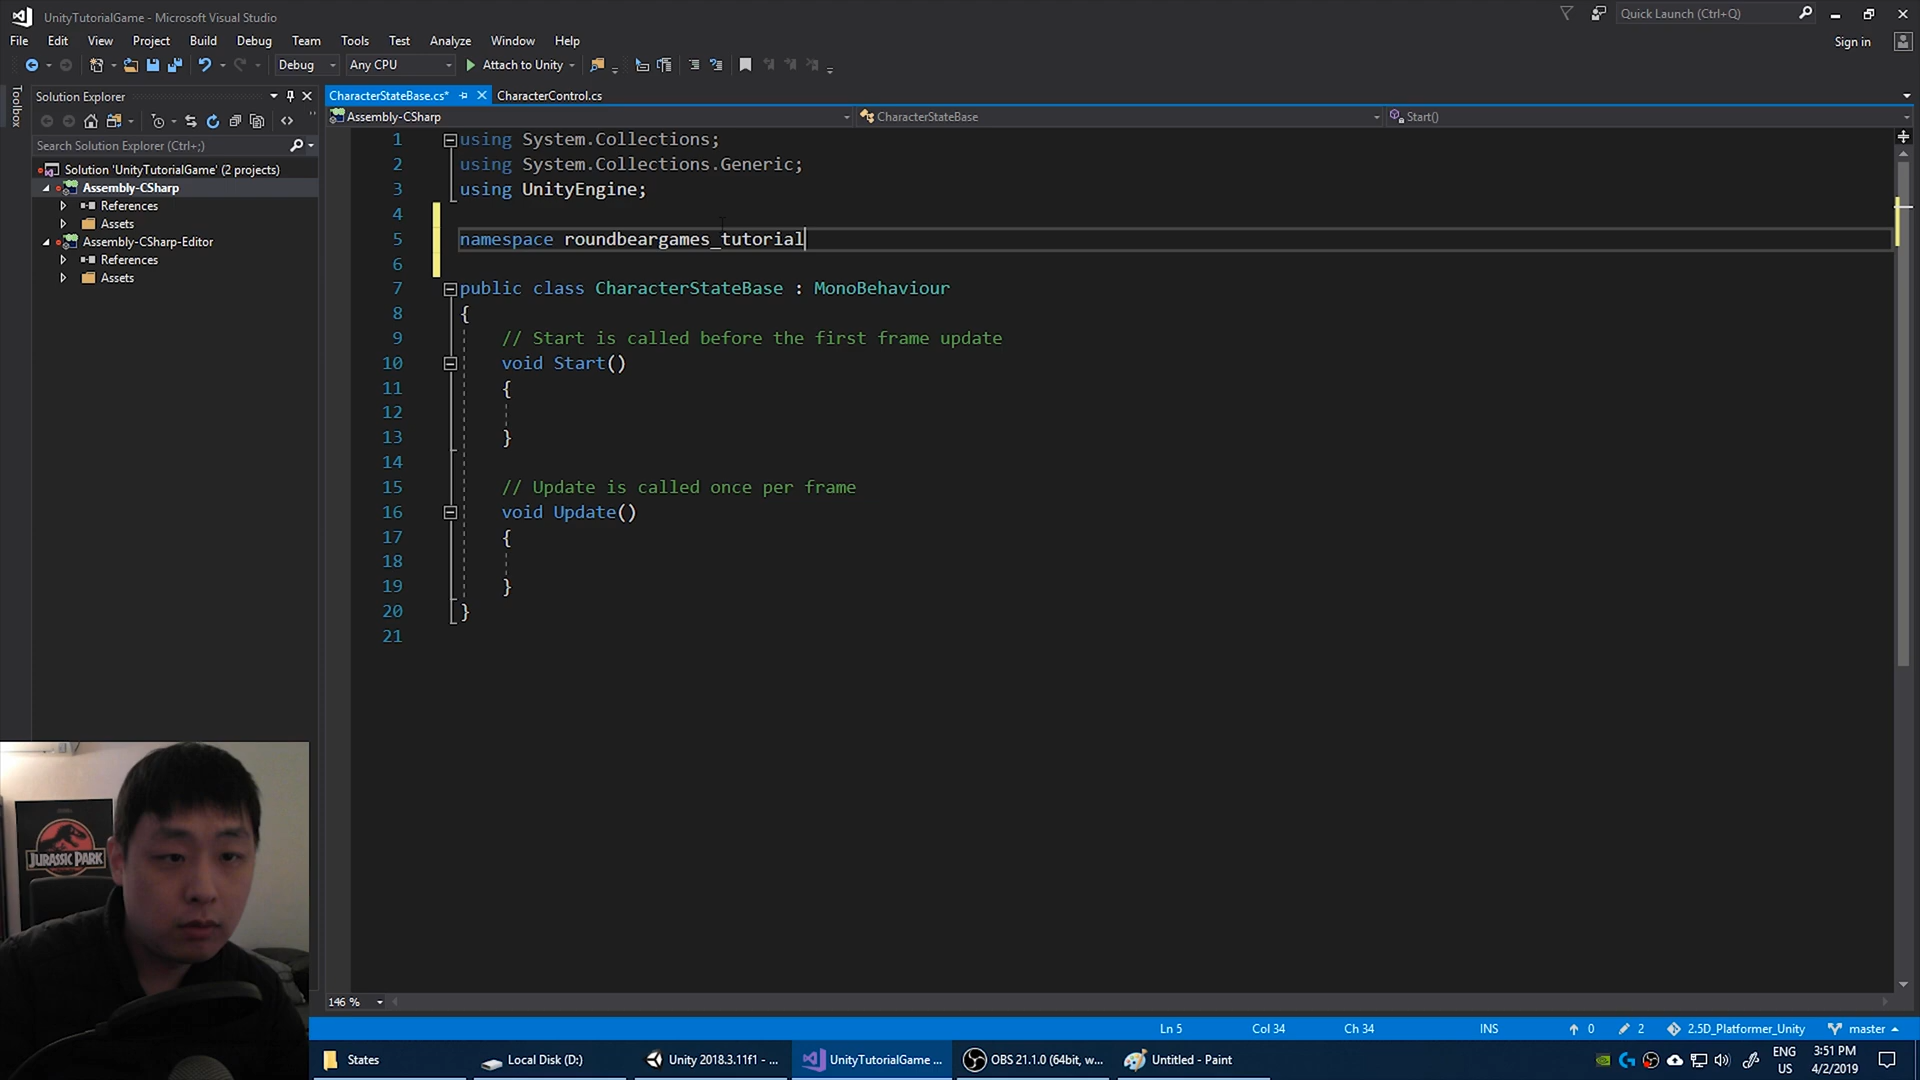 UnityTutorialGame - Microsoft Visual Studio
Quick Launch (Ctrl+Q)
File Edit View Project Build Debug Team Tools Test Analyze Window Help
Sign in
Debug Any CPU Attach to Unity
Toolbox
Solution Explorer
CharacterStateBase.cs* CharacterControl.cs
Assembly-CSharp CharacterStateBase Start()
Search Solution Explorer (Ctrl+;)
Solution 'UnityTutorialGame' (2 projects)
Assembly-CSharp
References
Assets
Assembly-CSharp-Editor
References
Assets
1 using System.Collections;
2 using System.Collections.Generic;
3 using UnityEngine;
4
5 namespace roundbeargames_tutorial
6
7 public class CharacterStateBase : MonoBehaviour
8 {
9 // Start is called before the first frame update
10 void Start()
11 {
12
13 }
14
15 // Update is called once per frame
16 void Update()
17 {
18
19 }
20 }
21
JURASSIC PARK
146 %
Ln 5 Col 34 Ch 34 INS 0 2 2.5D_Platformer_Unity master
States Local Disk (D:) Unity 2018.3.11f1 - ... UnityTutorialGame ... OBS 21.1.0 (64bit, w... Untitled - Paint
ENG
US
3:51 PM
4/2/2019